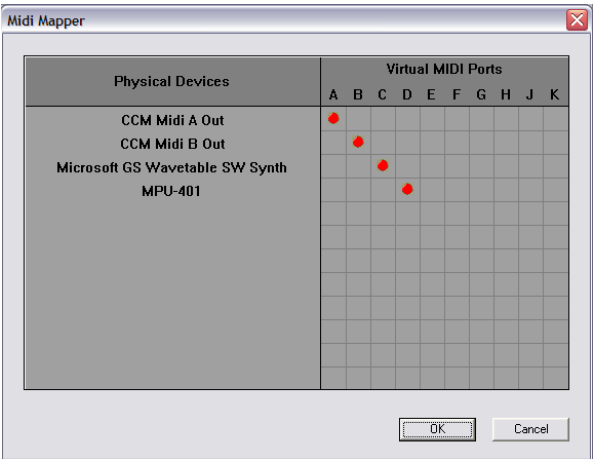 Midi Mapper
Physical Devices
Virtual MIDI Ports
A B C D E F G H J K
CCM Midi A Out
CCM Midi B Out
Microsoft GS Wavetable SW Synth
MPU-401
OK
Cancel